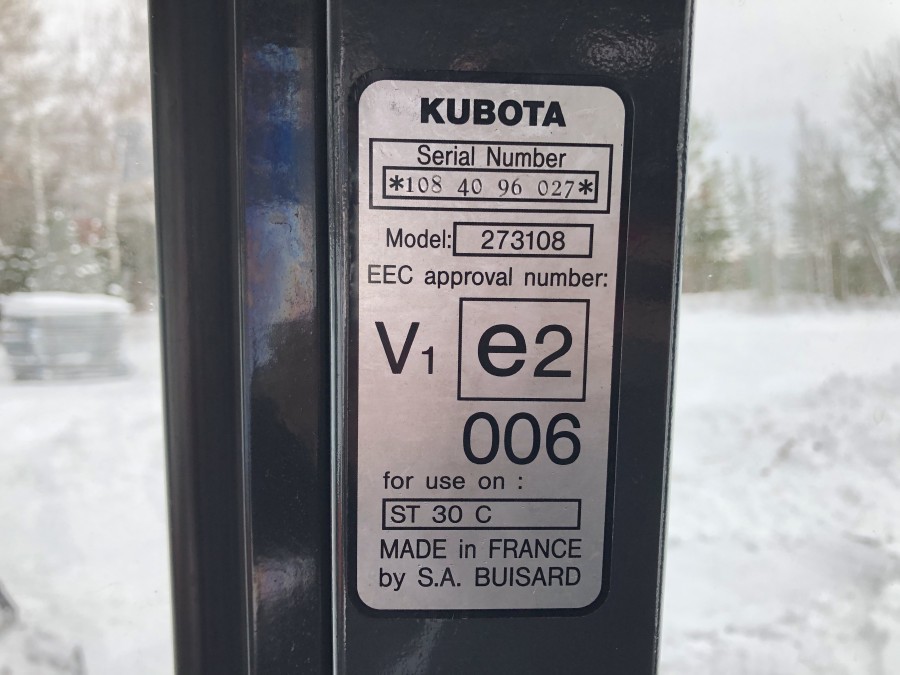 KUBOTA
Serial Number
*108 40 96 027*
Model: 273108
EEC approval number:
V1 e2
006
for use on :
ST 30 C
MADE in FRANCE
by S.A. BUISARD